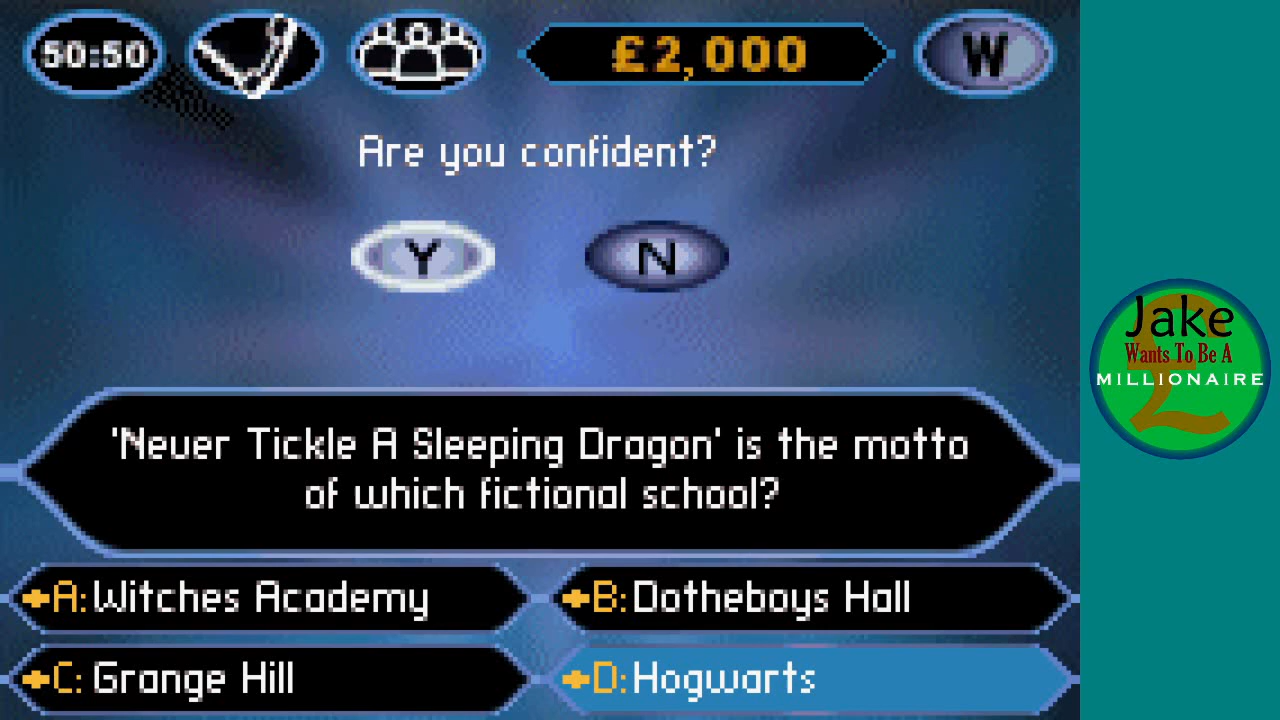 50:50
£2,000
W
Are you confident?
Y
N
'Never Tickle A Sleeping Dragon' is the motto
of which fictional school?
A: Witches Academy
B: Dotheboys Hall
C: Grange Hill
D: Hogwarts
Jake
Wants To Be A
MILLIONAIRE
£